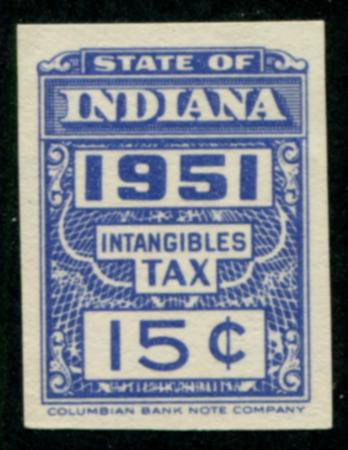 STATE OF
INDIANA
1951
INTANGIBLES
TAX
15¢
COLUMBIAN BANK NOTE COMPANY